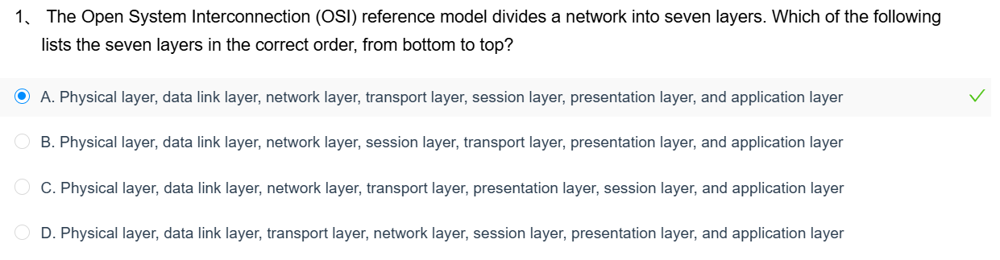 1、 The Open System Interconnection (OSI) reference model divides a network into seven layers. Which of the following
lists the seven layers in the correct order, from bottom to top?
A. Physical layer, data link layer, network layer, transport layer, session layer, presentation layer, and application layer
B. Physical layer, data link layer, network layer, session layer, transport layer, presentation layer, and application layer
C. Physical layer, data link layer, network layer, transport layer, presentation layer, session layer, and application layer
D. Physical layer, data link layer, transport layer, network layer, session layer, presentation layer, and application layer